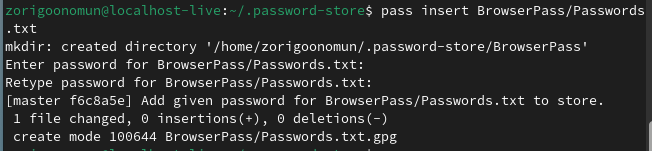 zorigoonomun@localhost-live:~/.password-store$ pass insert BrowserPass/Passwords
.txt
mkdir: created directory '/home/zorigoonomun/.password-store/BrowserPass'
Enter password for BrowserPass/Passwords.txt:
Retype password for BrowserPass/Passwords.txt:
[master f6c8a5e] Add given password for BrowserPass/Passwords.txt to store.
 1 file changed, 0 insertions(+), 0 deletions(-)
 create mode 100644 BrowserPass/Passwords.txt.gpg